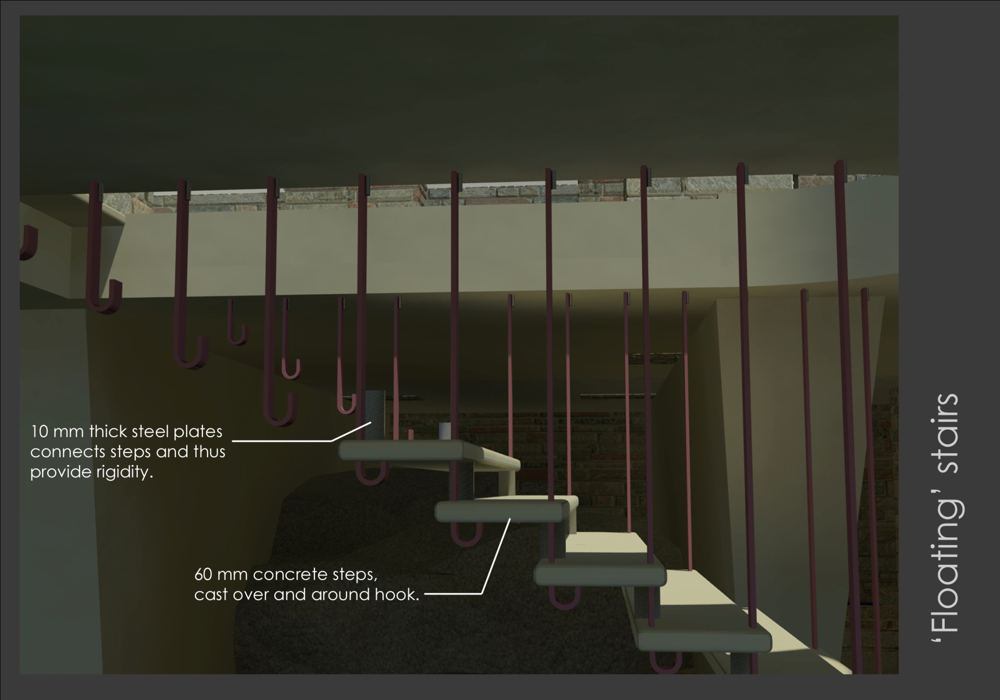 10 mm thick steel plates
connects steps and thus
provide rigidity.
60 mm concrete steps,
cast over and around hook.
‘Floating’ stairs